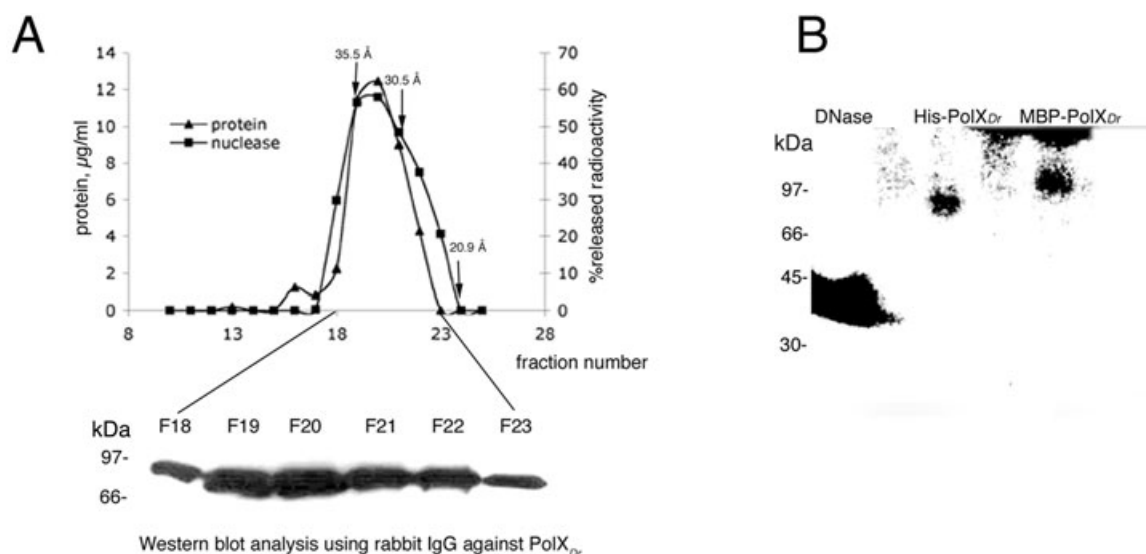 A
B
35.5 Å
30.5 Å
20.9 Å
14
12
10
8
6
4
2
0
70
60
50
40
30
20
10
0
protein, µg/ml
%released radioactivity
protein
nuclease
8
13
18
23
28
fraction number
F18 F19 F20 F21 F22 F23
kDa
97-
66-
Western blot analysis using rabbit IgG against PolXDr
DNase His-PolXDr MBP-PolXDr
kDa
97-
66-
45-
30-